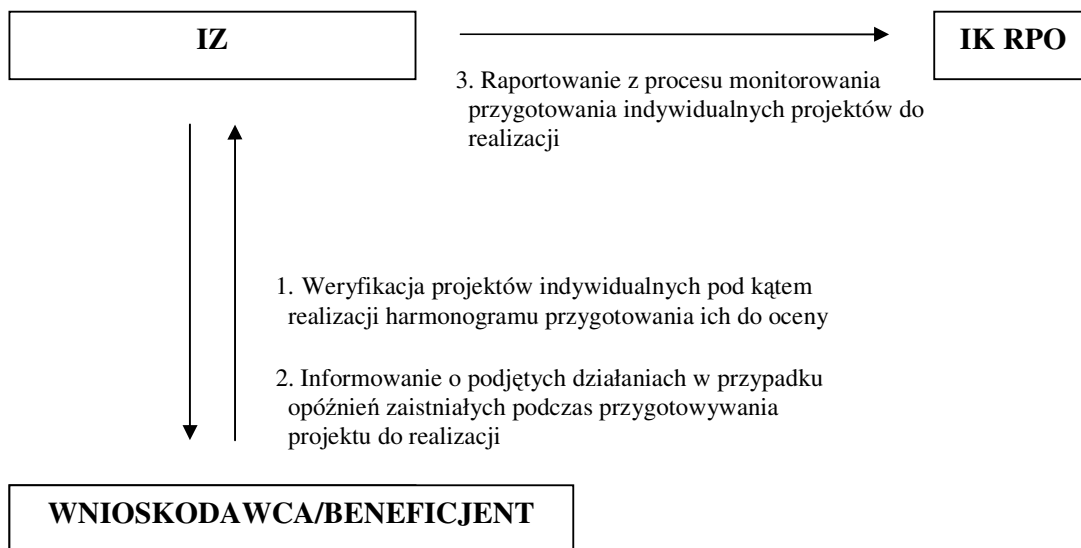 IZ
IK RPO
3. Raportowanie z procesu monitorowania
przygotowania indywidualnych projektów do
realizacji
1. Weryfikacja projektów indywidualnych pod kątem
realizacji harmonogramu przygotowania ich do oceny
2. Informowanie o podjętych działaniach w przypadku
opóźnień zaistniałych podczas przygotowywania
projektu do realizacji
WNIOSKODAWCA/BENEFICJENT